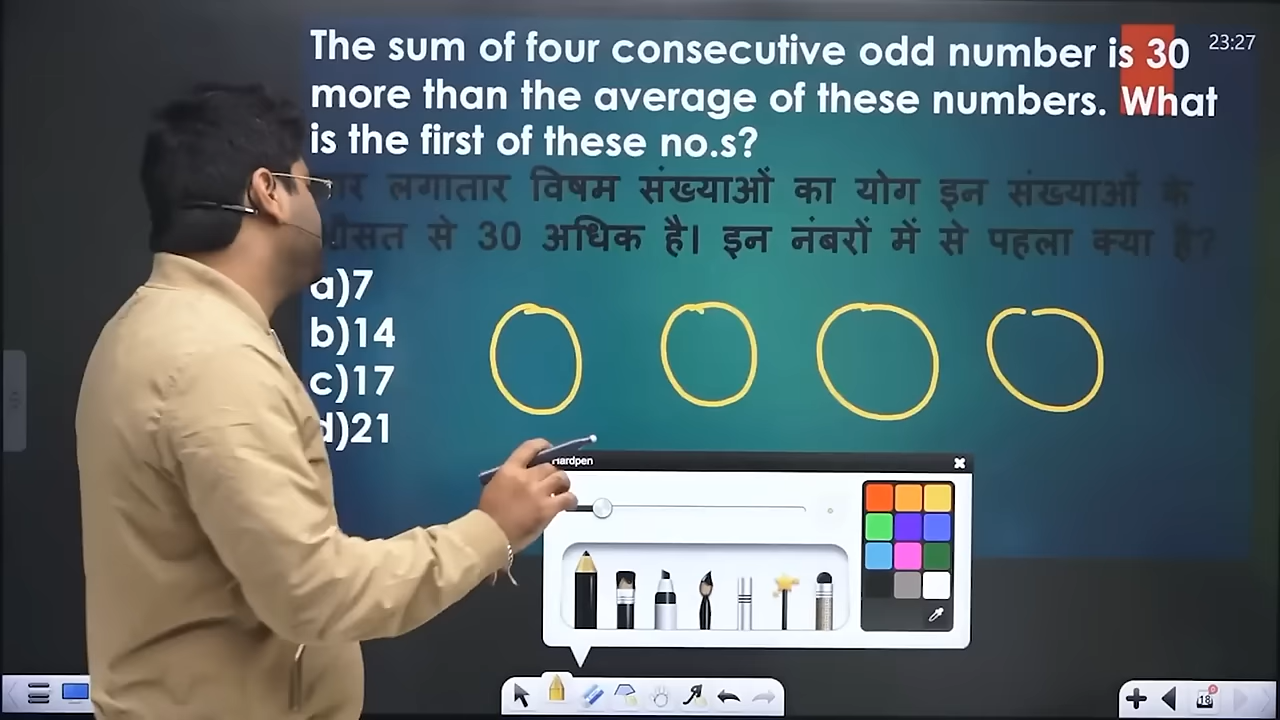 The sum of four consecutive odd number is 30
23:27
more than the average of these numbers. What
is the first of these no.s?
लगातार विषम संख्याओं का योग इन संख्याओं के
से 30 अधिक है। इन नंबरों में से पहला क्या है?
a)7
b)14
c)17
d)21
Hardpen
18